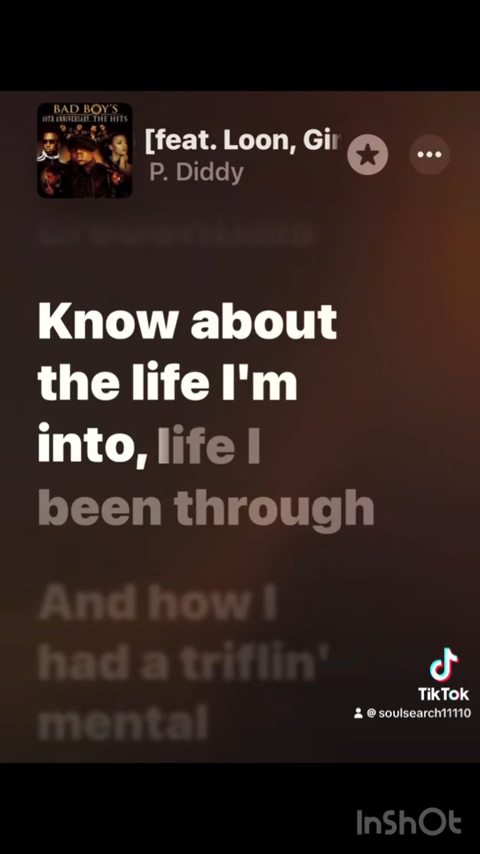 BAD BOY'S
10TH ANNIVERSARY... THE HITS
[feat. Loon, Gi
P. Diddy
Know about
the life I'm
into, life I
been through
And how I
had a triflin'
mental
TikTok
@soulsearch11110
InShOt